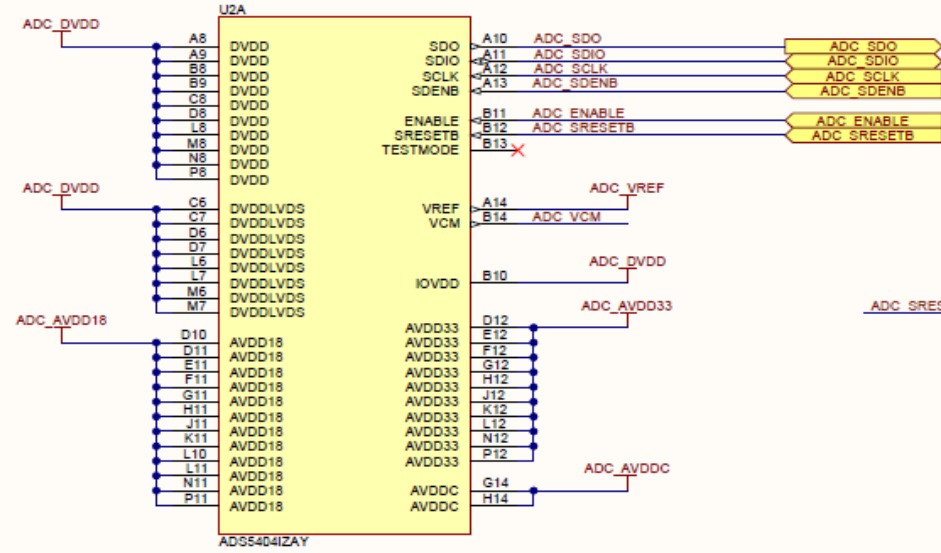 U2A
ADC_DVDD
A8 DVDD SDO A10 ADC_SDO ADC_SDO
A9 DVDD SDIO A11 ADC_SDIO ADC_SDIO
B8 DVDD SCLK A12 ADC_SCLK ADC_SCLK
B9 DVDD SDENB A13 ADC_SDENB ADC_SDENB
C8 DVDD
D8 DVDD ENABLE B11 ADC_ENABLE ADC_ENABLE
L8 DVDD SRESETB B12 ADC_SRESETB ADC_SRESETB
M8 DVDD TESTMODE B13
N8 DVDD
P8 DVDD
ADC_DVDD ADC_VREF
C6 DVDDLVDS VREF A14
C7 DVDDLVDS VCM B14 ADC_VCM
D6 DVDDLVDS
D7 DVDDLVDS
L6 DVDDLVDS ADC_DVDD
L7 DVDDLVDS IOVDD B10
M6 DVDDLVDS
M7 DVDDLVDS
ADC_AVDD18 ADC_AVDD33 ADC_SRES
AVDD33 D12
D10 AVDD18 AVDD33 E12
D11 AVDD18 AVDD33 F12
E11 AVDD18 AVDD33 G12
F11 AVDD18 AVDD33 H12
G11 AVDD18 AVDD33 J12
H11 AVDD18 AVDD33 K12
J11 AVDD18 AVDD33 L12
K11 AVDD18 AVDD33 N12
L10 AVDD18 AVDD33 P12
L11 AVDD18 ADC_AVDDC
N11 AVDD18 AVDDC G14
P11 AVDD18 AVDDC H14
ADS5404IZAY